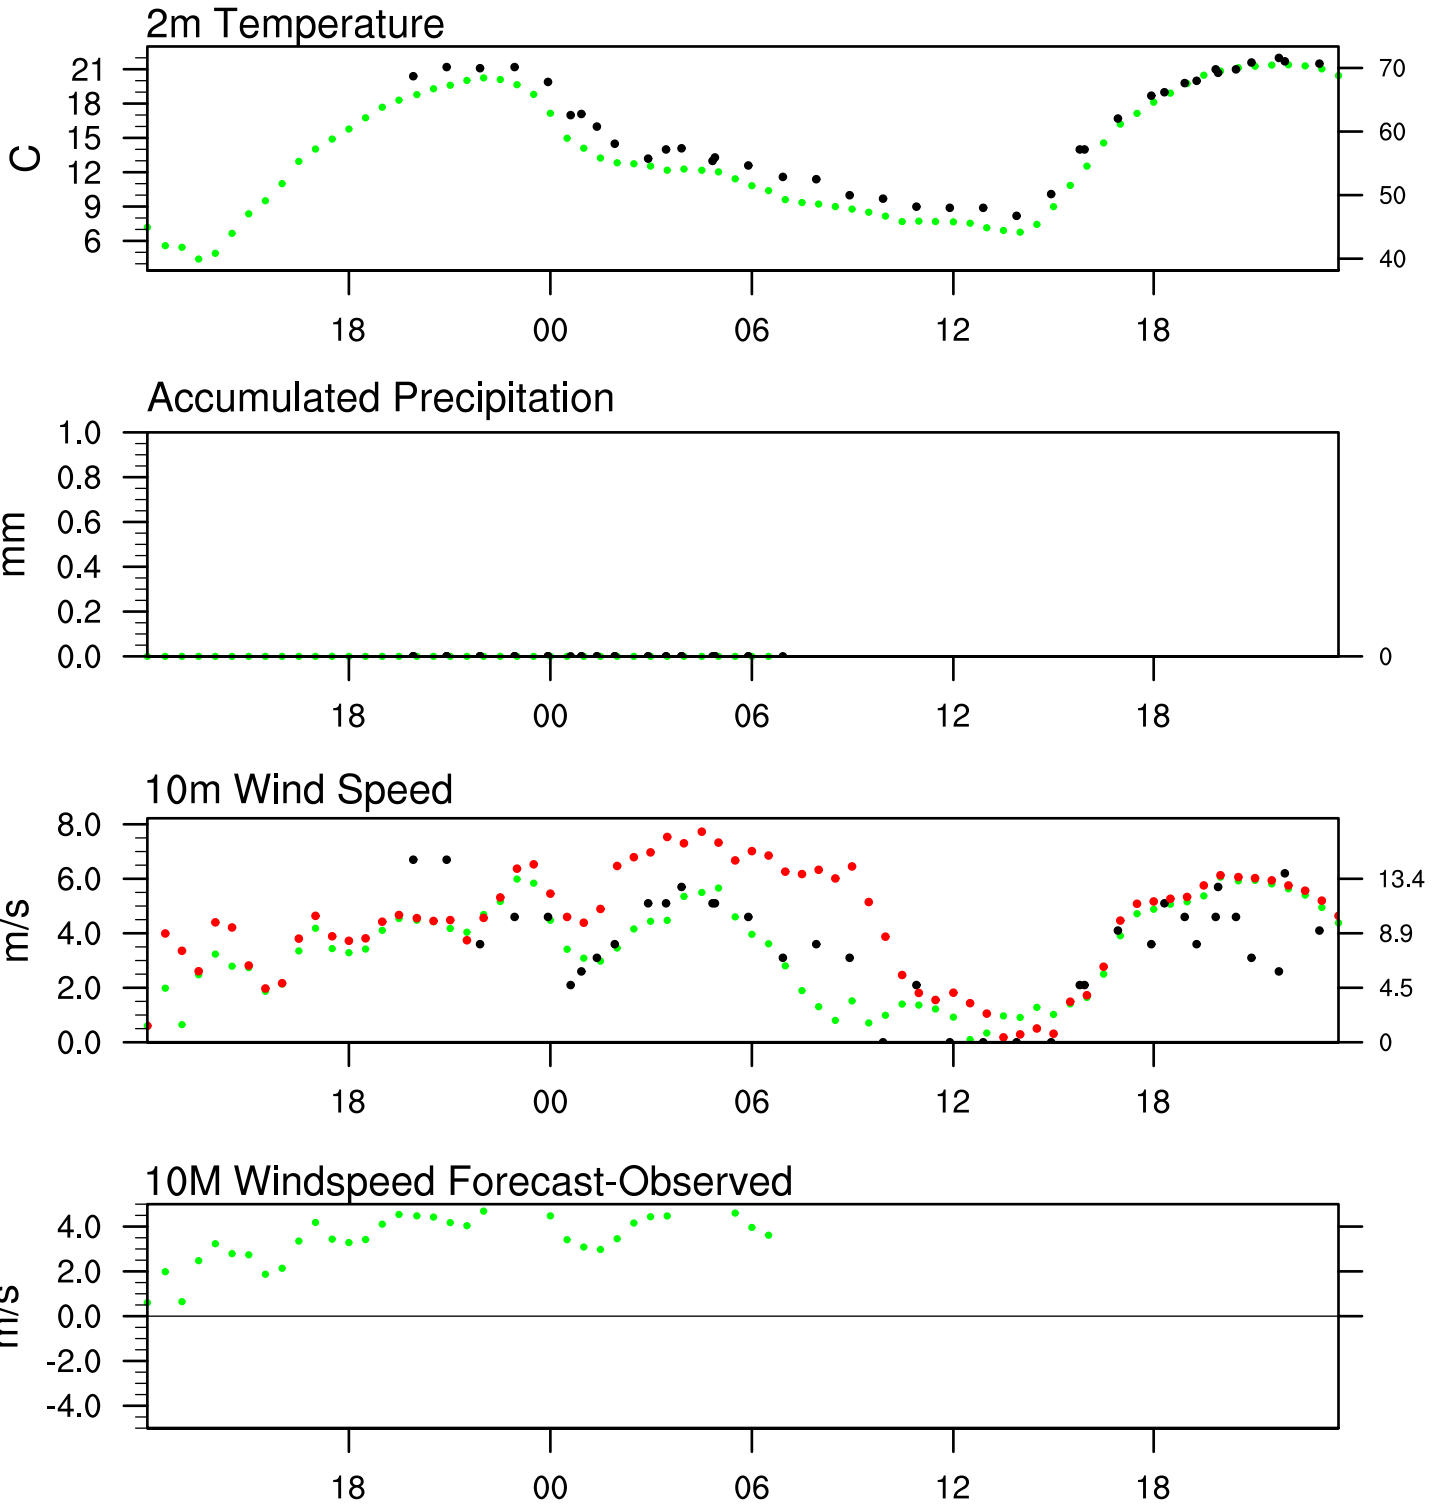 2m Temperature
21
18
15
12
9
6
C
70
60
50
40
18 00 06 12 18
Accumulated Precipitation
1.0
0.8
0.6
0.4
0.2
0.0
mm
0
18 00 06 12 18
10m Wind Speed
8.0
6.0
4.0
2.0
0.0
m/s
13.4
8.9
4.5
0
18 00 06 12 18
10M Windspeed Forecast-Observed
4.0
2.0
0.0
-2.0
-4.0
m/s
18 00 06 12 18